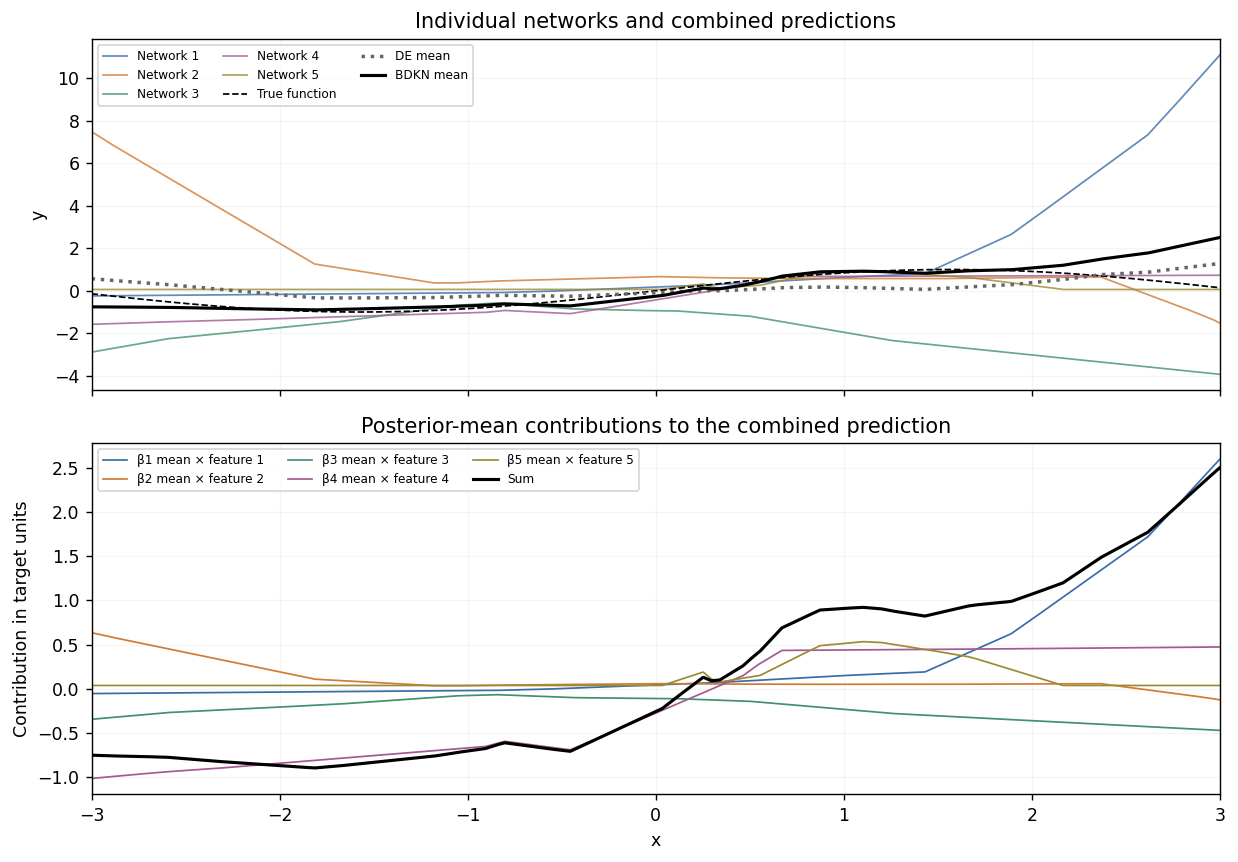 Individual networks and combined predictions
Network 1 Network 4 DE mean
Network 2 Network 5 BDKN mean
Network 3 True function
10
8
6
4
2
0
−2
−4
y
Posterior-mean contributions to the combined prediction
β1 mean × feature 1 β3 mean × feature 3 β5 mean × feature 5
β2 mean × feature 2 β4 mean × feature 4 Sum
2.5
2.0
1.5
1.0
0.5
0.0
−0.5
−1.0
Contribution in target units
−3 −2 −1 0 1 2 3
x